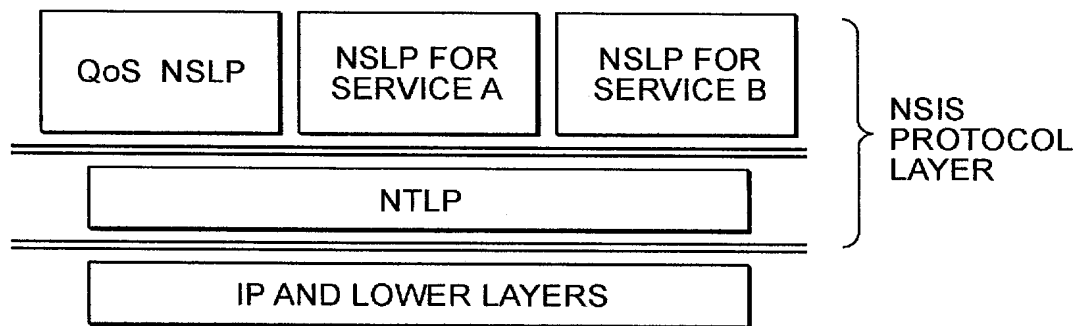 QoS NSLP
NSLP FOR
SERVICE A
NSLP FOR
SERVICE B
NSIS
PROTOCOL
LAYER
NTLP
IP AND LOWER LAYERS